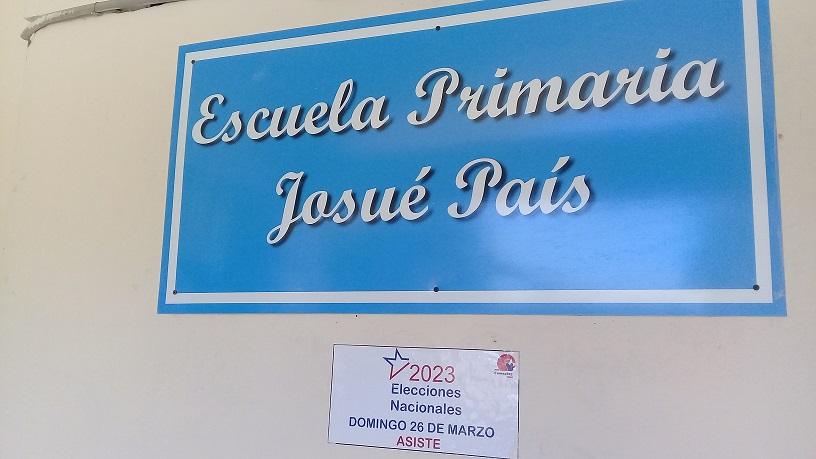 Escuela Primaria
Josué País
2023
Elecciones
Nacionales
DOMINGO 26 DE MARZO
ASISTE